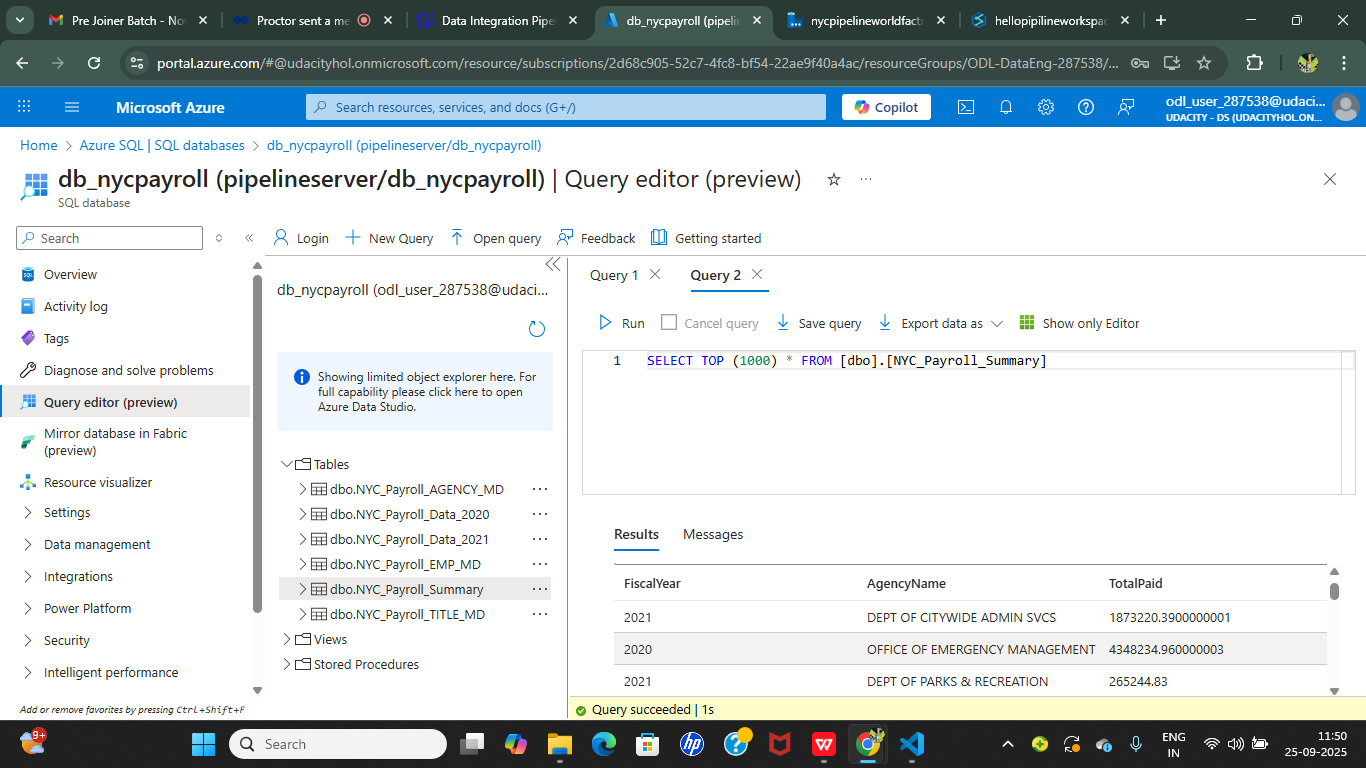 Pre Joiner Batch - No
Proctor sent a me
Data Integration Pipe
db_nycpayroll (pipelin
nycpipelineworldfact
hellopipilineworkspac
portal.azure.com/#@udacityhol.onmicrosoft.com/resource/subscriptions/2d68c905-52c7-4fc8-bf54-22ae9f40a4ac/resourceGroups/ODL-DataEng-287538/...
Microsoft Azure
Search resources, services, and docs (G+/)
Copilot
odl_user_287538@udaci...
UDACITY - DS (UDACITYHOL.ON...
Home > Azure SQL | SQL databases > db_nycpayroll (pipelineserver/db_nycpayroll)
db_nycpayroll (pipelineserver/db_nycpayroll) | Query editor (preview)
SQL database
Search
Overview
Activity log
Tags
Diagnose and solve problems
Query editor (preview)
Mirror database in Fabric
(preview)
Resource visualizer
Settings
Data management
Integrations
Power Platform
Security
Intelligent performance
Add or remove favorites by pressing Ctrl+Shift+F
Login
New Query
Open query
Feedback
Getting started
db_nycpayroll (odl_user_287538@udaci...
Showing limited object explorer here. For
full capability please click here to open
Azure Data Studio.
Tables
dbo.NYC_Payroll_AGENCY_MD
dbo.NYC_Payroll_Data_2020
dbo.NYC_Payroll_Data_2021
dbo.NYC_Payroll_EMP_MD
dbo.NYC_Payroll_Summary
dbo.NYC_Payroll_TITLE_MD
Views
Stored Procedures
Query 1
Query 2
Run
Cancel query
Save query
Export data as
Show only Editor
1 SELECT TOP (1000) * FROM [dbo].[NYC_Payroll_Summary]
Results
Messages
FiscalYear AgencyName TotalPaid
2021 DEPT OF CITYWIDE ADMIN SVCS 1873220.3900000001
2020 OFFICE OF EMERGENCY MANAGEMENT 4348234.960000003
2021 DEPT OF PARKS & RECREATION 265244.83
Query succeeded | 1s
9+
Search
ENG
IN
11:50
25-09-2025